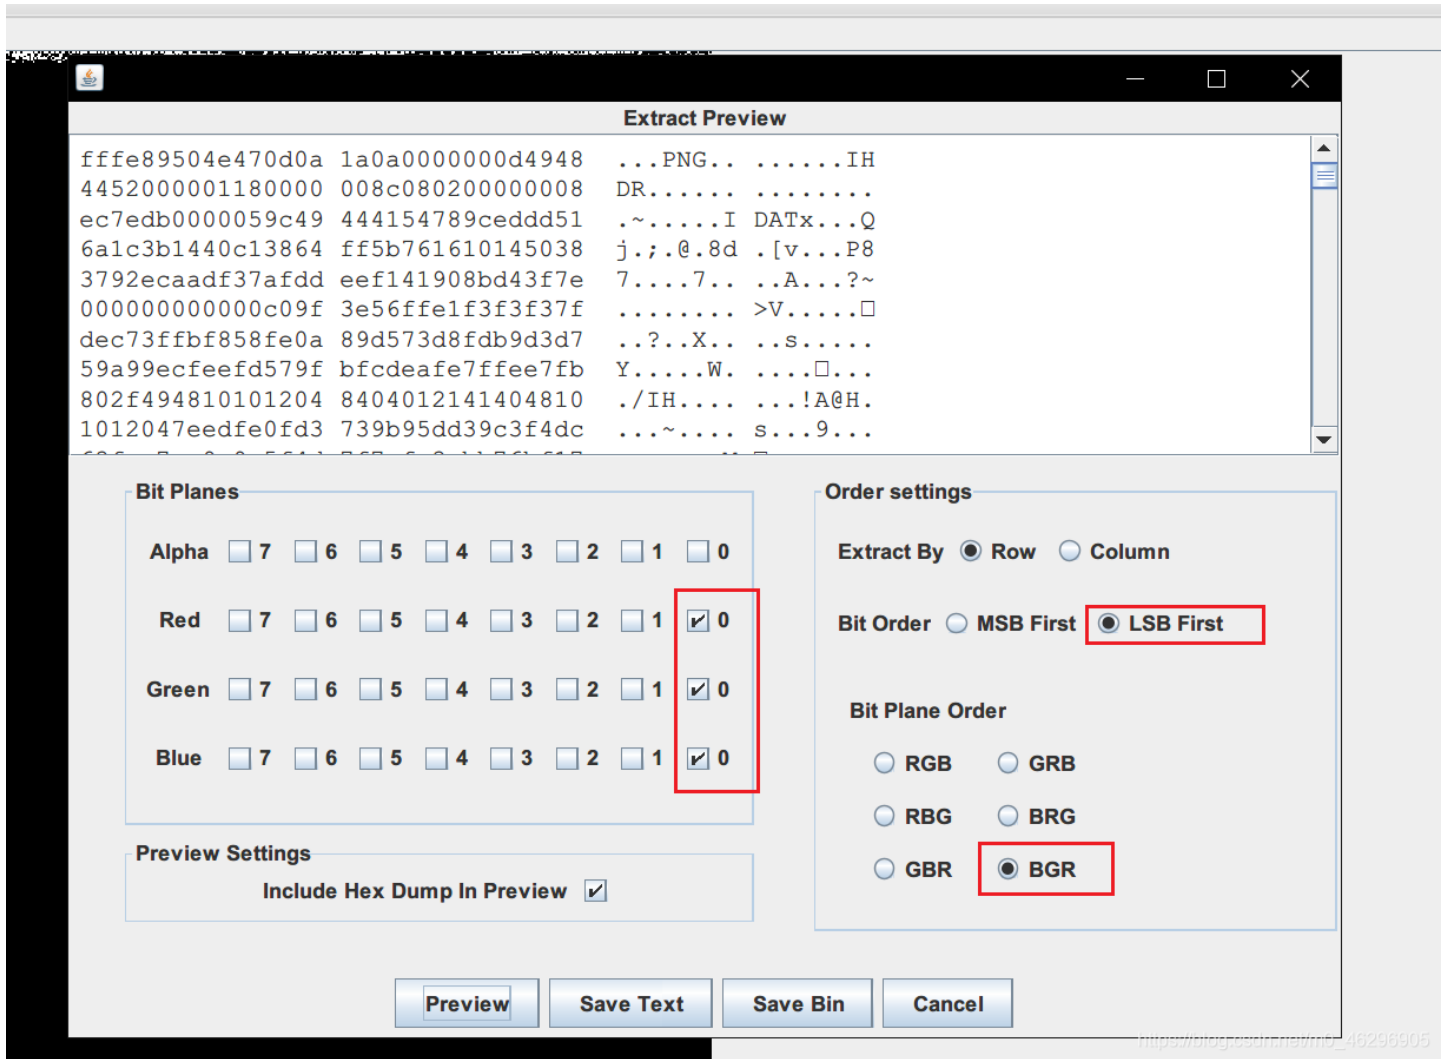 Extract Preview
fffe89504e470d0a 1a0a0000000d4948 ...PNG.. ......IH
4452000001180000 008c080200000008 DR...... ........
ec7edb0000059c49 444154789ceddd51 .~.....I DATx...Q
6a1c3b1440c13864 ff5b761610145038 j.;.@.8d .[v...P8
3792ecaadf37afdd eef141908bd43f7e 7....7.. ..A...?~
000000000000c09f 3e56ffe1f3f3f37f ........ >V.....□
dec73ffbf858fe0a 89d573d8fdb9d3d7 ..?..X.. ..s.....
59a99ecfeefd579f bfcdeafe7ffee7fb Y.....W. ....□...
802f494810101204 8404012141404810 ./IH.... ...!A@H.
1012047eedfe0fd3 739b95dd39c3f4dc ...~.... s...9...
Bit Planes
Alpha 7 6 5 4 3 2 1 0
Red 7 6 5 4 3 2 1 0
Green 7 6 5 4 3 2 1 0
Blue 7 6 5 4 3 2 1 0
Preview Settings
Include Hex Dump In Preview
Order settings
Extract By Row Column
Bit Order MSB First LSB First
Bit Plane Order
RGB GRB
RBG BRG
GBR BGR
Preview Save Text Save Bin Cancel
https://blog.csdn.net/m0_46296905